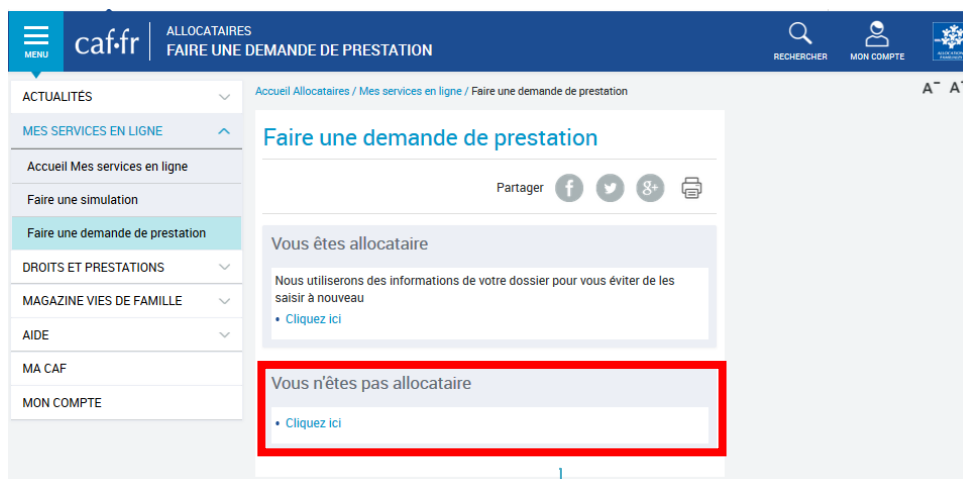 MENU
caf.fr
ALLOCATAIRES
FAIRE UNE DEMANDE DE PRESTATION
RECHERCHER
MON COMPTE
ACTUALITÉS
MES SERVICES EN LIGNE
Accueil Mes services en ligne
Faire une simulation
Faire une demande de prestation
DROITS ET PRESTATIONS
MAGAZINE VIES DE FAMILLE
AIDE
MA CAF
MON COMPTE
Accueil Allocataires / Mes services en ligne / Faire une demande de prestation
A⁻ A⁺
Faire une demande de prestation
Partager
Vous êtes allocataire
Nous utiliserons des informations de votre dossier pour vous éviter de les
saisir à nouveau
• Cliquez ici
Vous n'êtes pas allocataire
• Cliquez ici